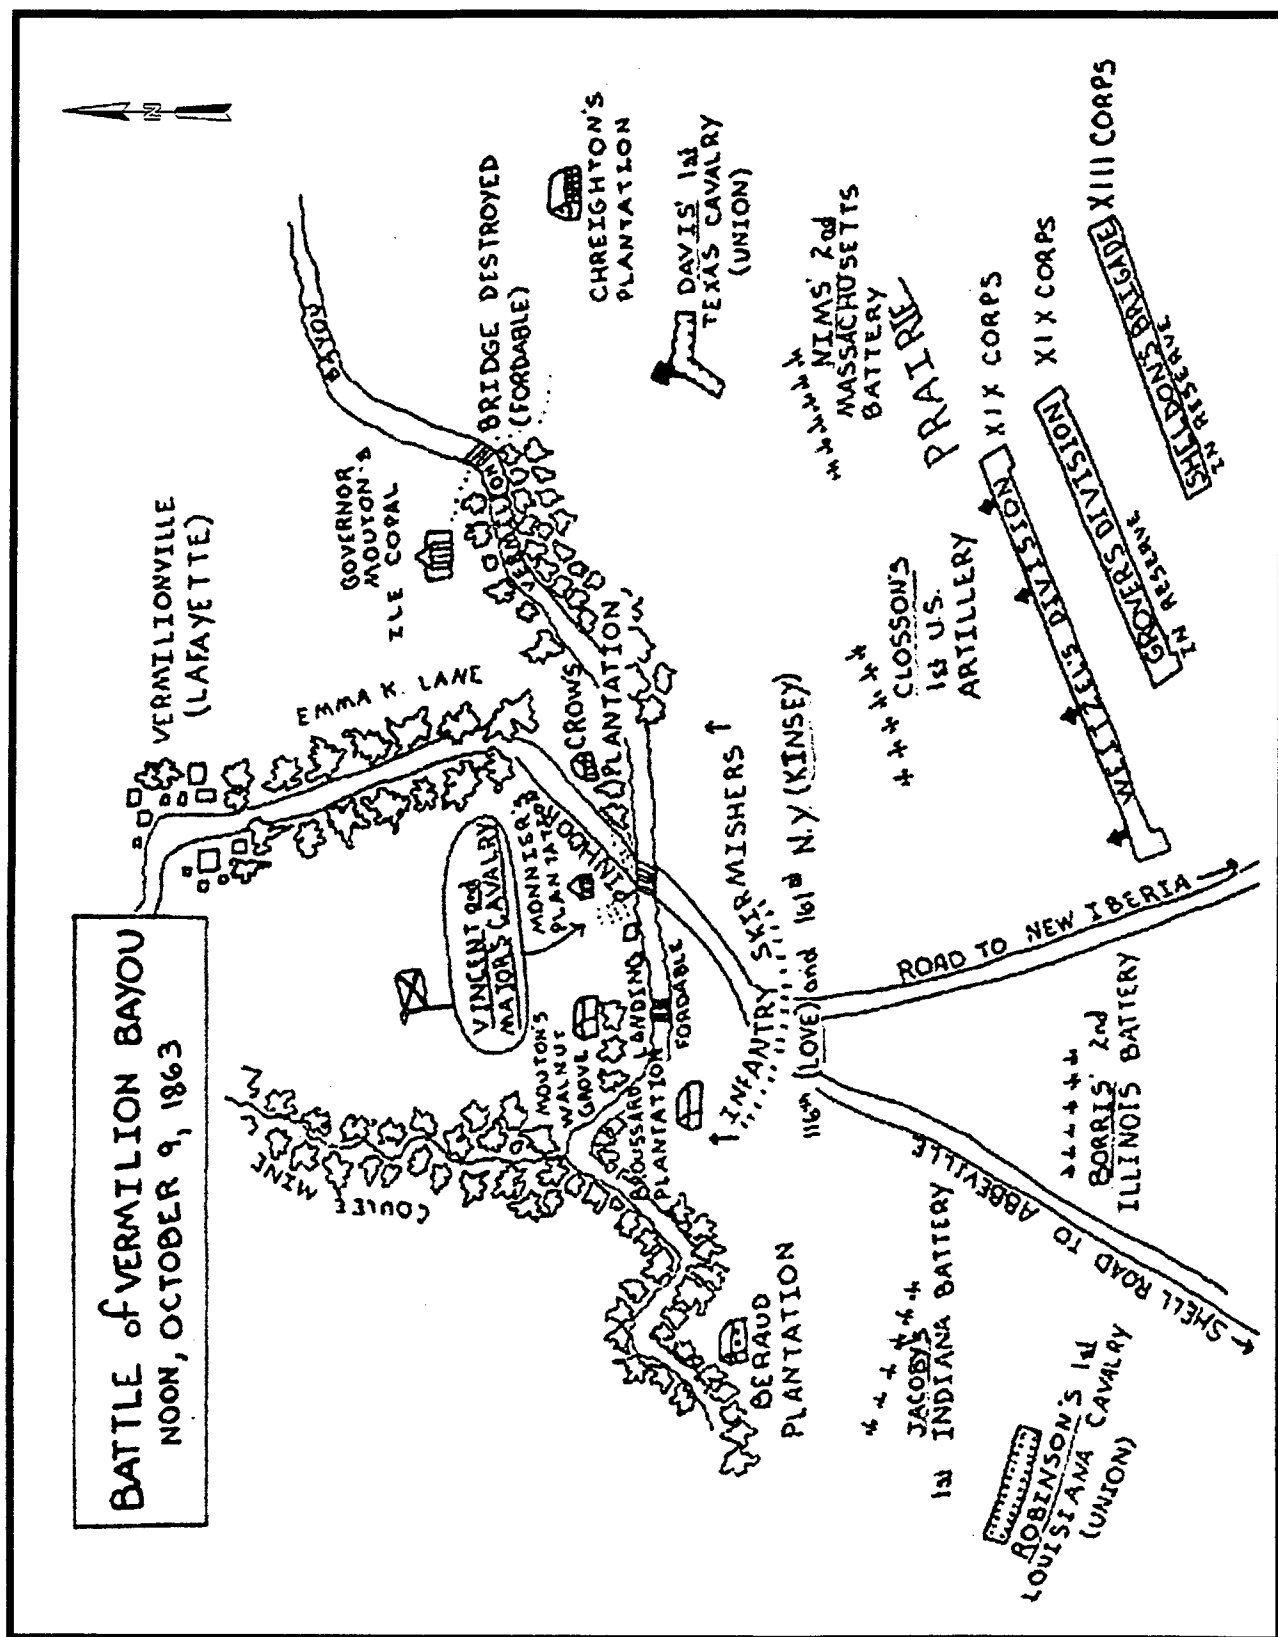 BATTLE of VERMILION BAYOU
NOON, OCTOBER 9, 1863
N
VERMILIONVILLE
(LAFAYETTE)
EMMA K. LANE
GOVERNOR
MOUTON'S
ILE COPAL
BAYOU
VERMILION
BRIDGE DESTROYED
(FORDABLE)
CHREIGHTON'S
PLANTATION
DAVIS' 1st
TEXAS CAVALRY
(UNION)
COULEE MINE
VINCENT and
MAJORS CAVALRY
MONNIER'S
PLANTATION
PINHOOK
CROW'S
PLANTATION
MOUTON'S
WALNUT
GROVE
BROUSSARD
PLANTATION
LANDING
FORDABLE
BERAUD
PLANTATION
INFANTRY SKIRMISHERS
116th (LOVE) and 161st N.Y. (KINSEY)
NIMS' 2nd
MASSACHUSETTS
BATTERY
PRAIRIE
CLOSSON'S
1st U.S.
ARTILLERY
JACOBY'S
1st INDIANA BATTERY
BORRIS' 2nd
ILLINOIS BATTERY
ROBINSON'S 1st
LOUISIANA CAVALRY
(UNION)
SHELL ROAD TO ABBEVILLE
ROAD TO NEW IBERIA
WEITZEL'S DIVISION XIX CORPS
GROVER'S DIVISION XIX CORPS
IN RESERVE
SHELDON'S BRIGADE XIII CORPS
IN RESERVE